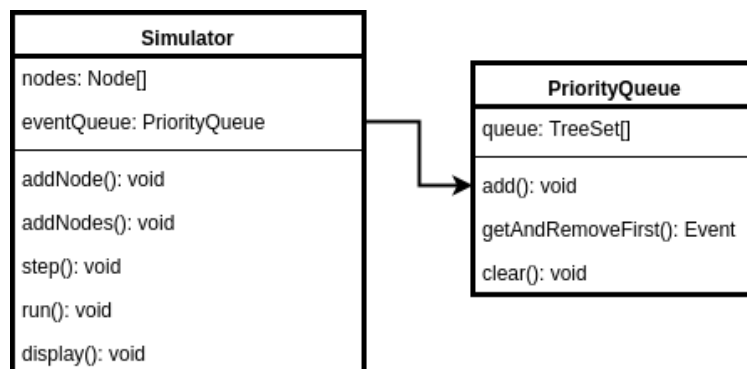 Simulator
nodes: Node[]
eventQueue: PriorityQueue
addNode(): void
addNodes(): void
step(): void
run(): void
display(): void
PriorityQueue
queue: TreeSet[]
add(): void
getAndRemoveFirst(): Event
clear(): void